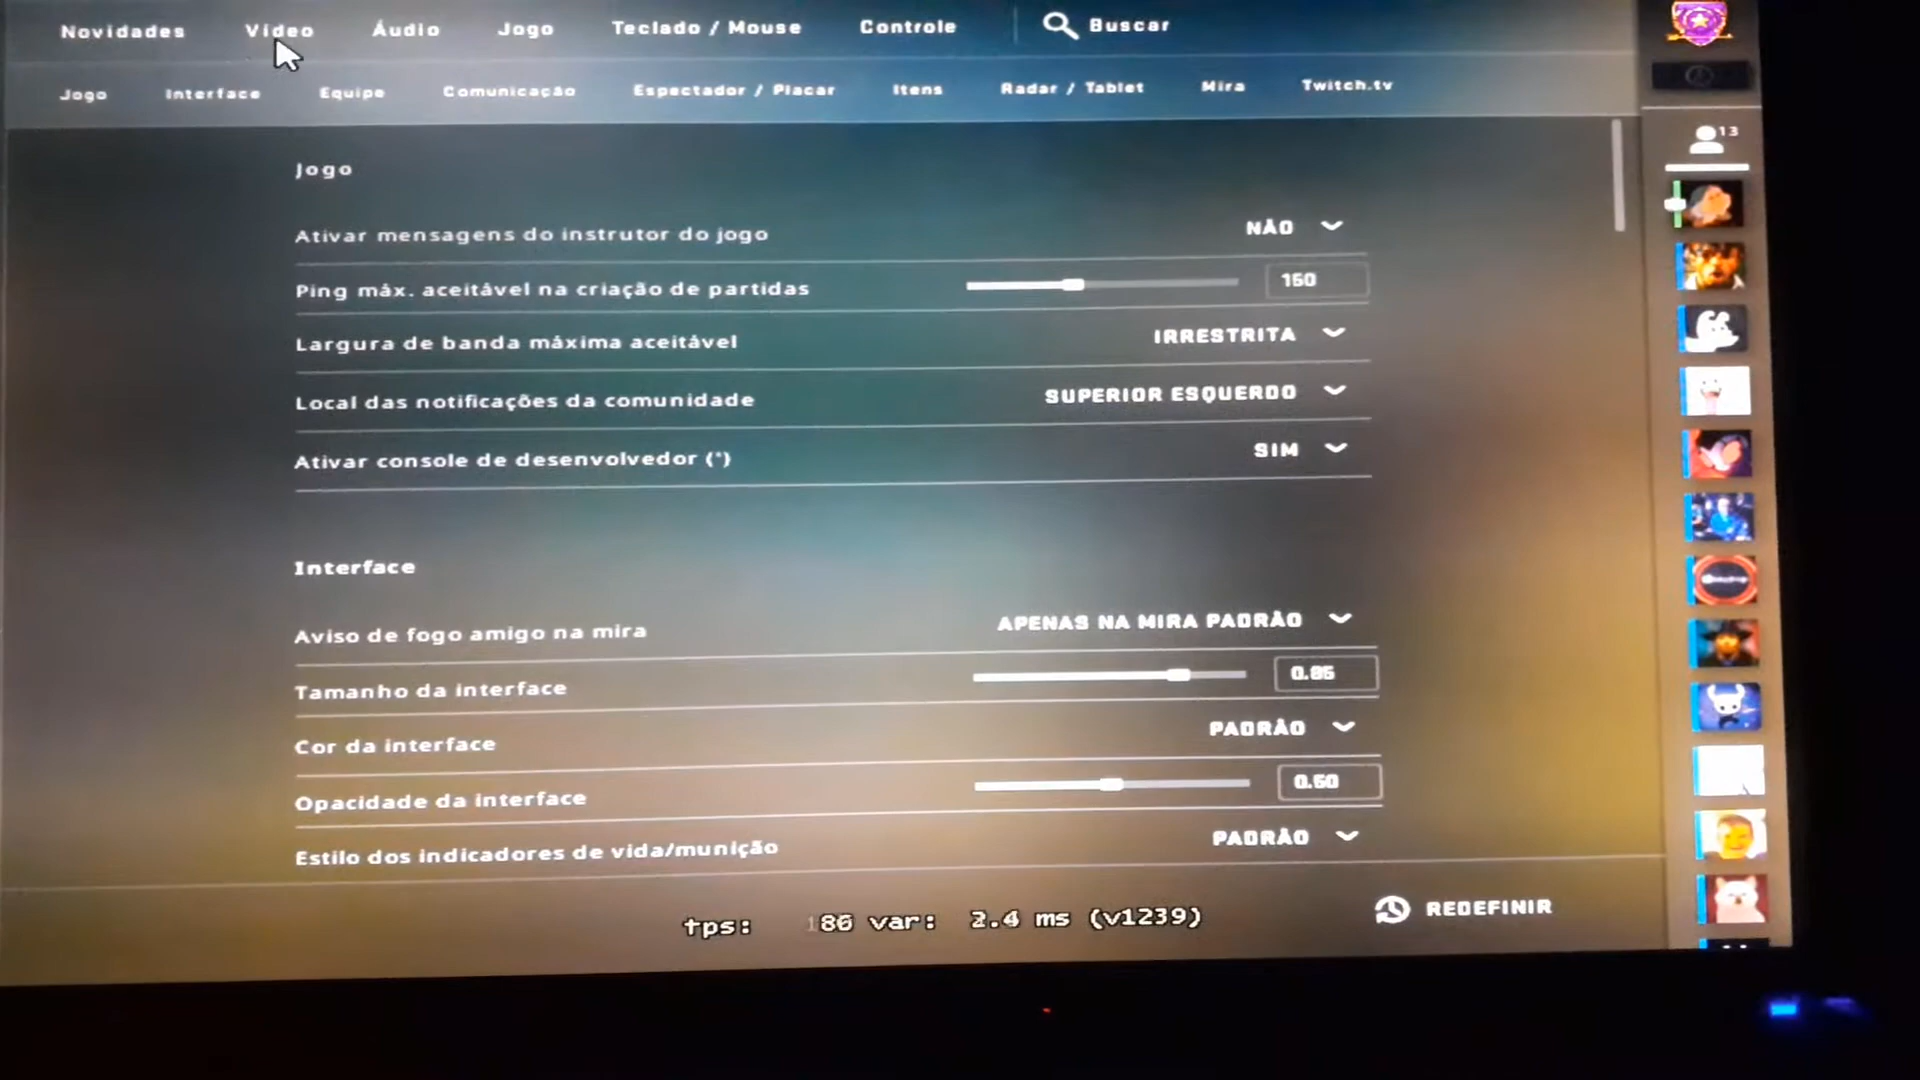 Novidades Vídeo Áudio Jogo Teclado / Mouse Controle Buscar
Jogo Interface Equipe Comunicação Espectador / Placar Itens Radar / Tablet Mira Twitch.tv
13
Jogo
Ativar mensagens do instrutor do jogo NÃO
Ping máx. aceitável na criação de partidas 150
Largura de banda máxima aceitável IRRESTRITA
Local das notificações da comunidade SUPERIOR ESQUERDO
Ativar console de desenvolvedor (') SIM
Interface
Aviso de fogo amigo na mira APENAS NA MIRA PADRÃO
Tamanho da interface 0.85
Cor da interface PADRÃO
Opacidade da interface 0.50
Estilo dos indicadores de vida/munição PADRÃO
fps: 186 var: 2.4 ms (v1239) REDEFINIR